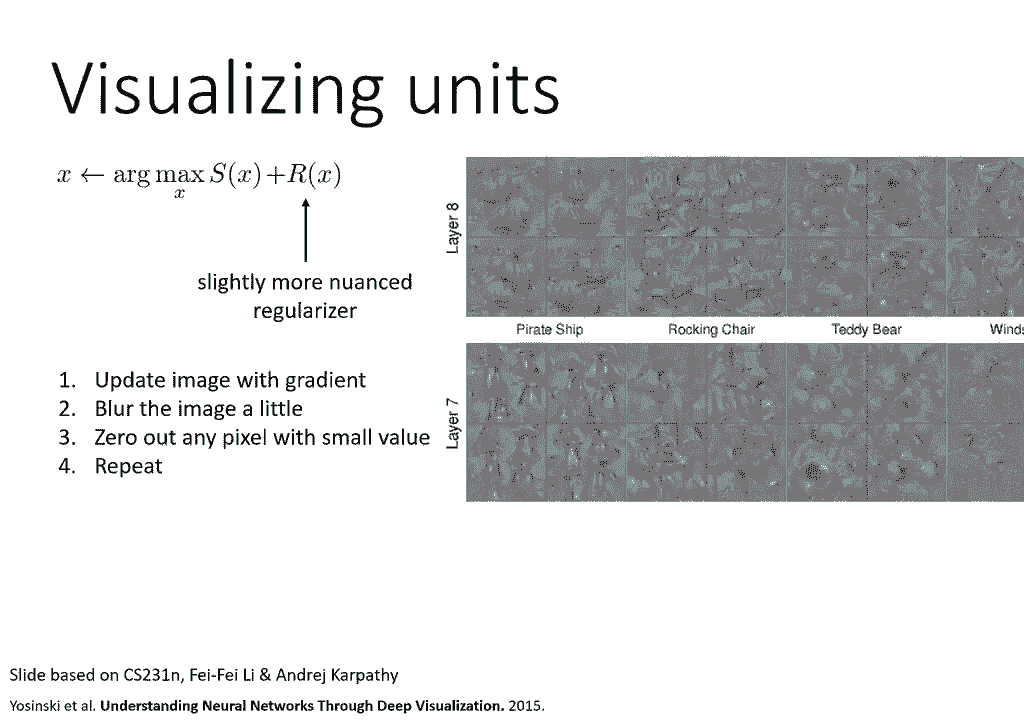 Visualizing units
x ← arg max S(x) + R(x)
x
slightly more nuanced
regularizer
1. Update image with gradient
2. Blur the image a little
3. Zero out any pixel with small value
4. Repeat
Layer 8
Pirate Ship Rocking Chair Teddy Bear Winds
Layer 7
Slide based on CS231n, Fei-Fei Li & Andrej Karpathy
Yosinski et al. Understanding Neural Networks Through Deep Visualization. 2015.